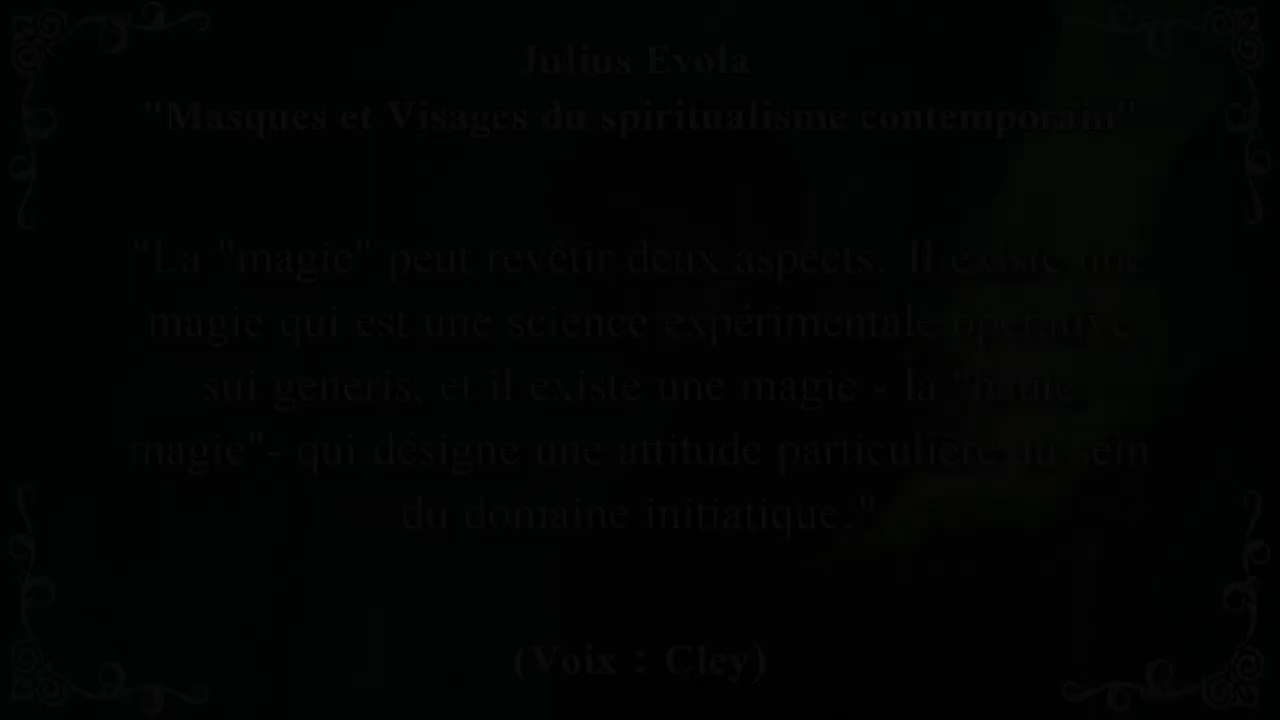 Julius Evola
"Masques et Visages du spiritualisme contemporain"
"La "magie" peut revêtir deux aspects. Il existe une
magie qui est une science expérimentale opérative
sui generis, et il existe une magie - la "haute
magie"- qui désigne une attitude particulière au sein
du domaine initiatique."
(Voix : Cley)